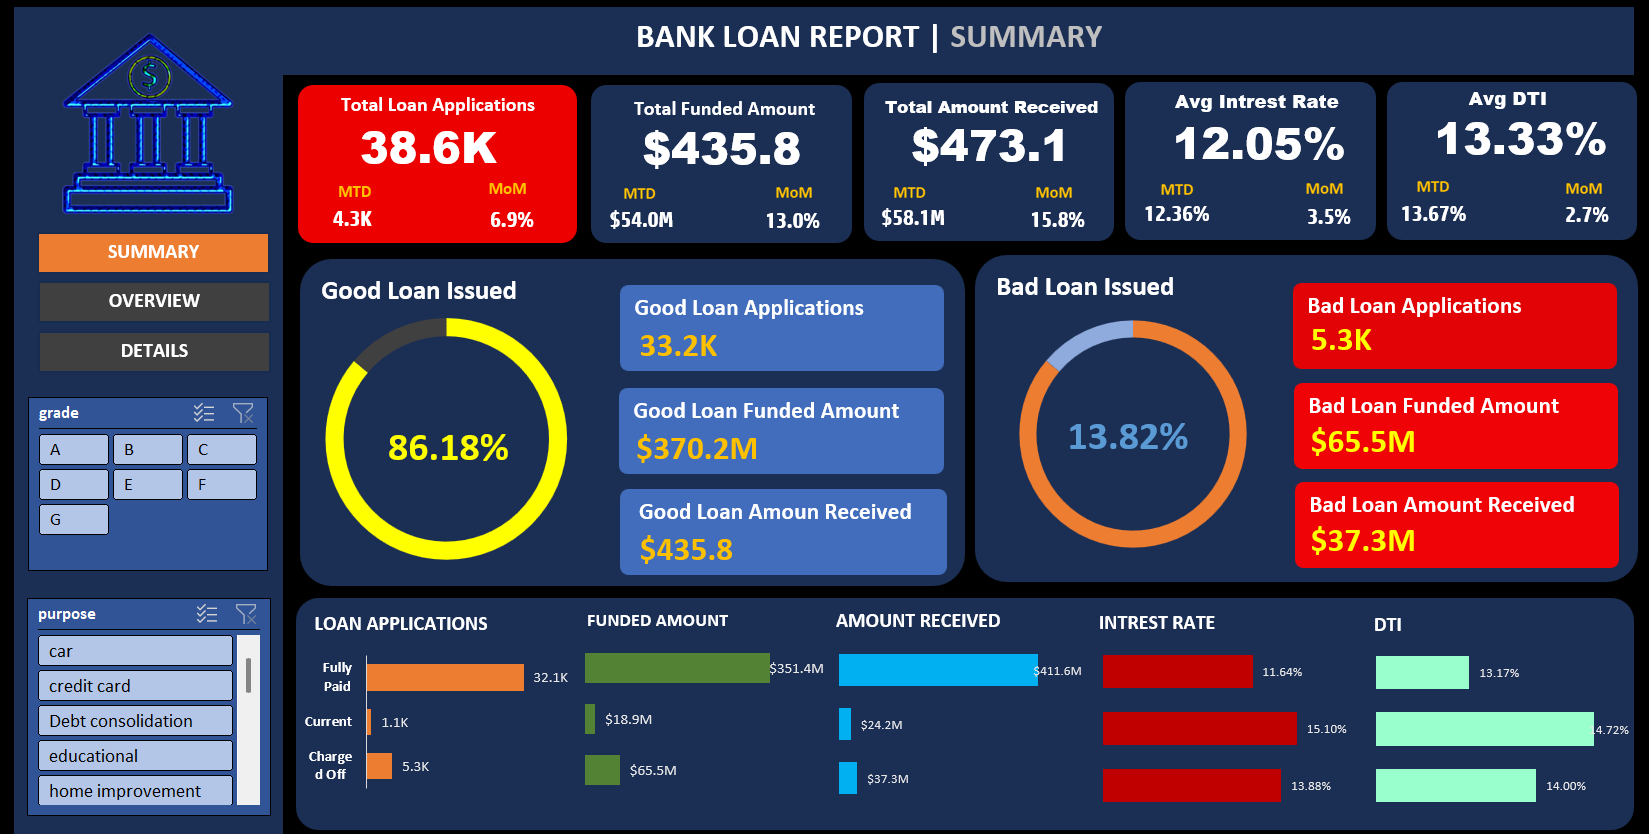 BANK LOAN REPORT | SUMMARY
$
Total Loan Applications
38.6K
MTD MoM
4.3K 6.9%
Total Funded Amount
$435.8
MTD MoM
$54.0M 13.0%
Total Amount Received
$473.1
MTD MoM
$58.1M 15.8%
Avg Intrest Rate
12.05%
MTD MoM
12.36% 3.5%
Avg DTI
13.33%
MTD MoM
13.67% 2.7%
SUMMARY
OVERVIEW
DETAILS
grade
A B C
D E F
G
purpose
car
credit card
Debt consolidation
educational
home improvement
Good Loan Issued
86.18%
Good Loan Applications
33.2K
Good Loan Funded Amount
$370.2M
Good Loan Amoun Received
$435.8
Bad Loan Issued
13.82%
Bad Loan Applications
5.3K
Bad Loan Funded Amount
$65.5M
Bad Loan Amount Received
$37.3M
LOAN APPLICATIONS
Fully
Paid
32.1K
Current 1.1K
Charge
d Off
5.3K
FUNDED AMOUNT
$351.4M
$18.9M
$65.5M
AMOUNT RECEIVED
$411.6M
$24.2M
$37.3M
INTREST RATE
11.64%
15.10%
13.88%
DTI
13.17%
14.72%
14.00%